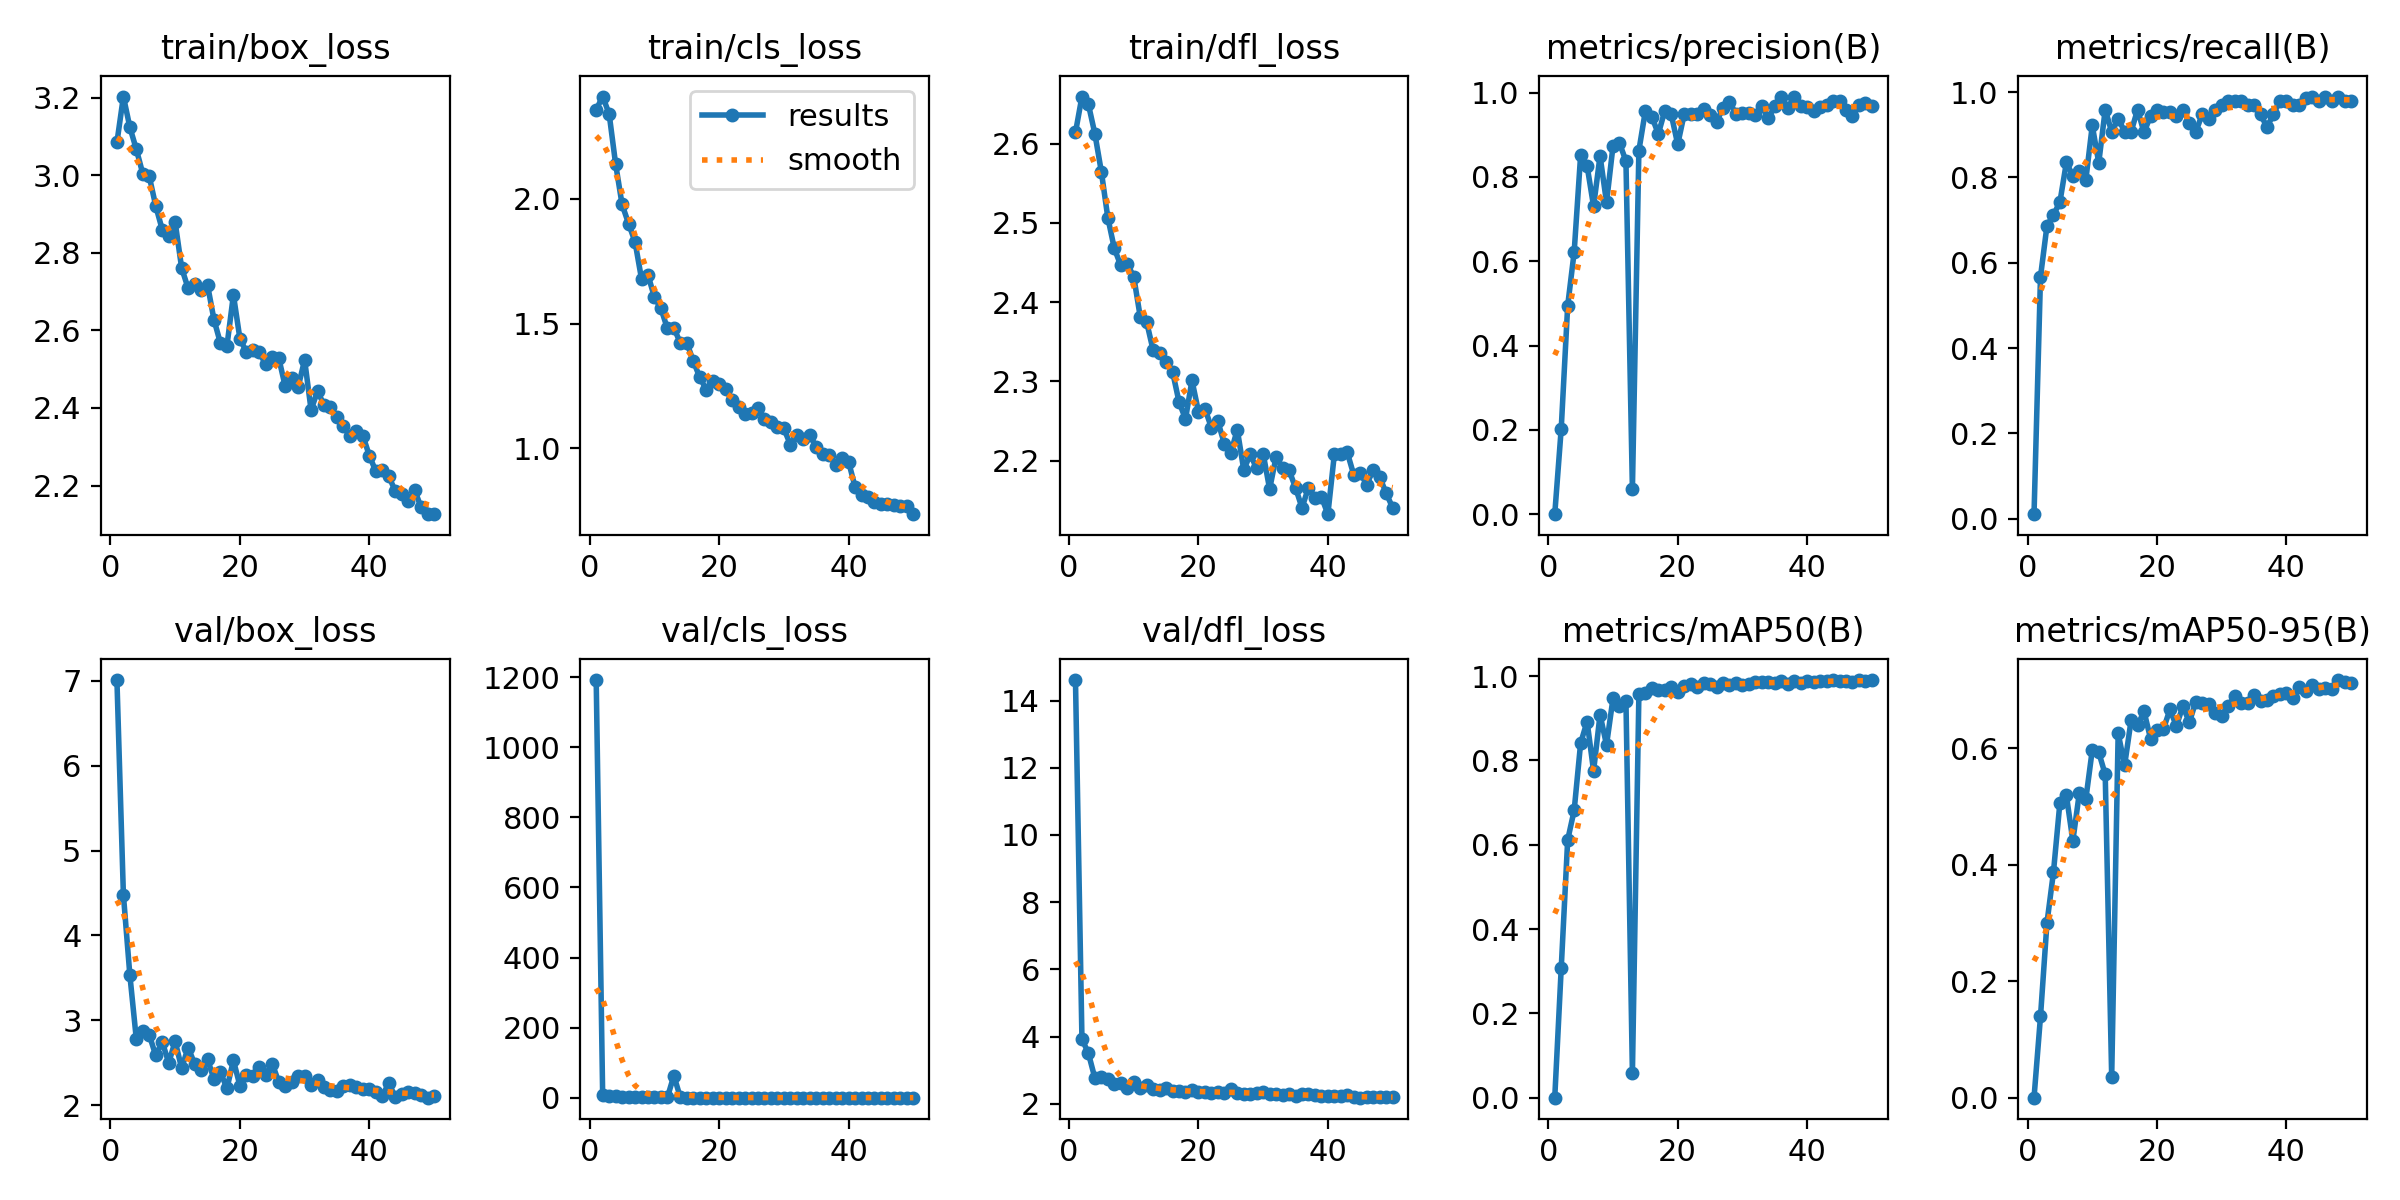 train/box_loss
3.2
3.0
2.8
2.6
2.4
2.2
0 20 40
train/cls_loss
results
smooth
2.0
1.5
1.0
0 20 40
train/dfl_loss
2.6
2.5
2.4
2.3
2.2
0 20 40
metrics/precision(B)
1.0
0.8
0.6
0.4
0.2
0.0
0 20 40
metrics/recall(B)
1.0
0.8
0.6
0.4
0.2
0.0
0 20 40
val/box_loss
7
6
5
4
3
2
0 20 40
val/cls_loss
1200
1000
800
600
400
200
0
0 20 40
val/dfl_loss
14
12
10
8
6
4
2
0 20 40
metrics/mAP50(B)
1.0
0.8
0.6
0.4
0.2
0.0
0 20 40
metrics/mAP50-95(B)
0.6
0.4
0.2
0.0
0 20 40